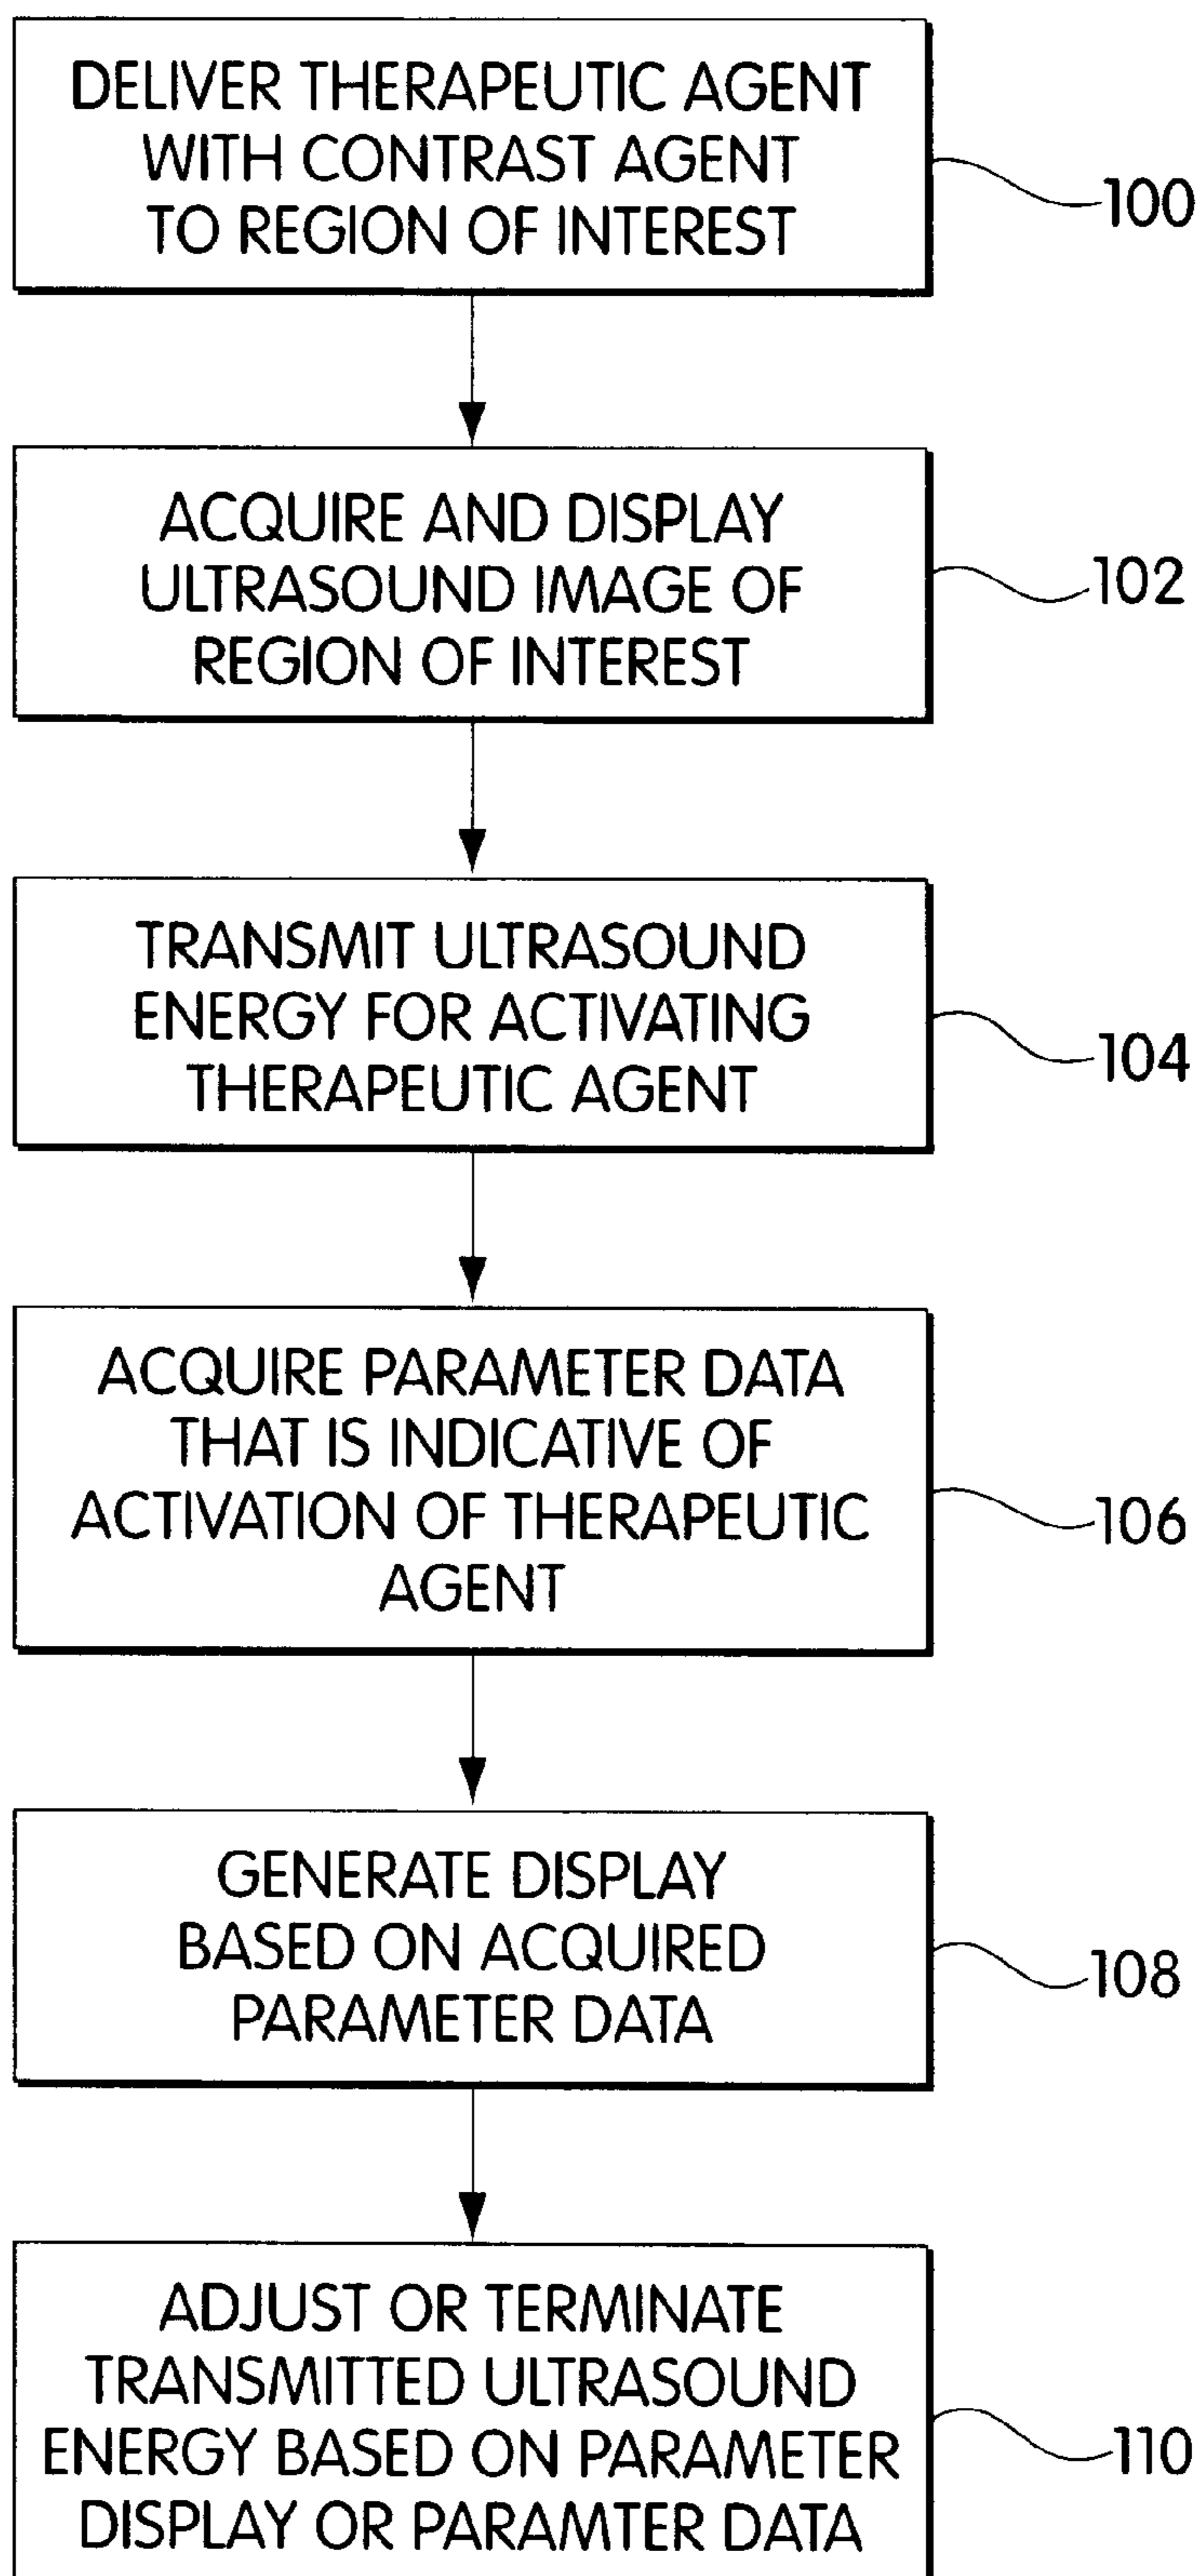 DELIVER THERAPEUTIC AGENT
WITH CONTRAST AGENT
TO REGION OF INTEREST
100
ACQUIRE AND DISPLAY
ULTRASOUND IMAGE OF
REGION OF INTEREST
102
TRANSMIT ULTRASOUND
ENERGY FOR ACTIVATING
THERAPEUTIC AGENT
104
ACQUIRE PARAMETER DATA
THAT IS INDICATIVE OF
ACTIVATION OF THERAPEUTIC
AGENT
106
GENERATE DISPLAY
BASED ON ACQUIRED
PARAMETER DATA
108
ADJUST OR TERMINATE
TRANSMITTED ULTRASOUND
ENERGY BASED ON PARAMETER
DISPLAY OR PARAMTER DATA
110